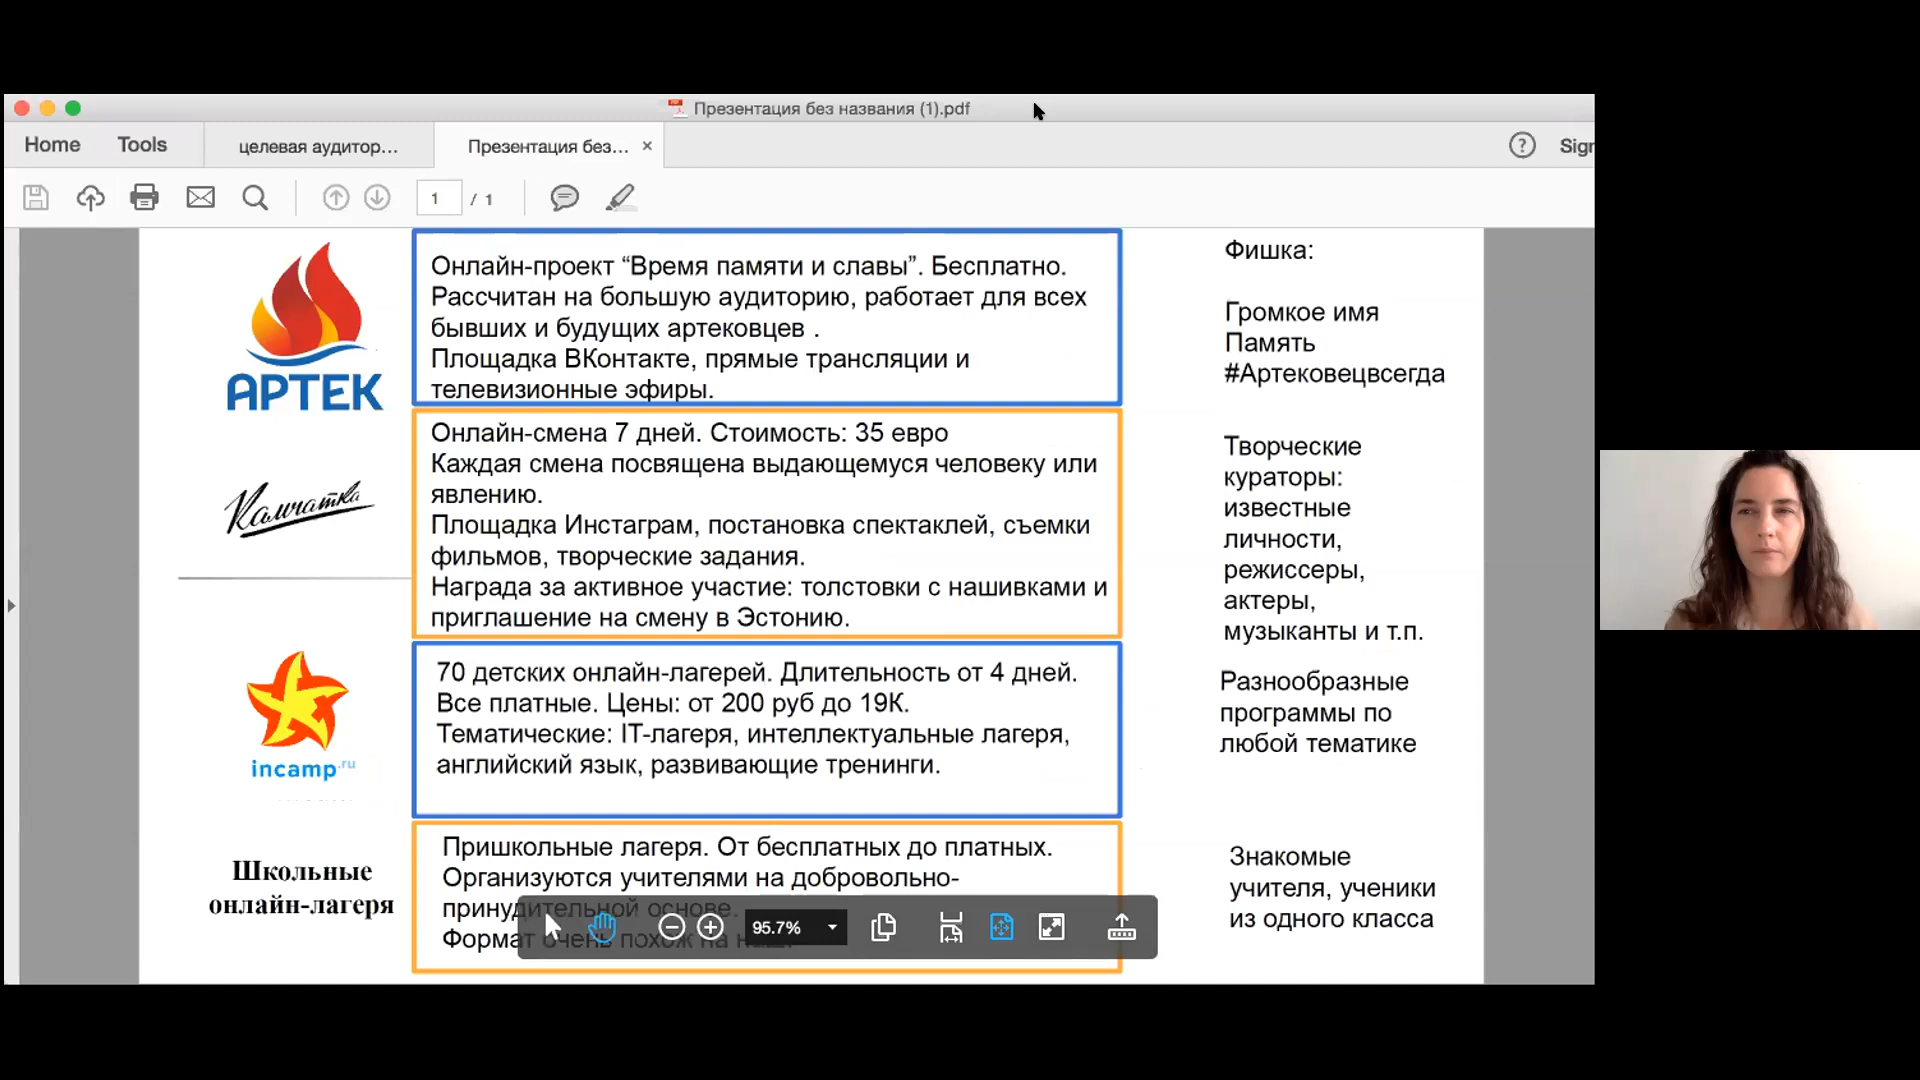 Презентация без названия (1).pdf
Home
Tools
целевая аудитор...
Презентация без...
Sign
1
/ 1
АРТЕК
Онлайн-проект “Время памяти и славы”. Бесплатно.
Рассчитан на большую аудиторию, работает для всех
бывших и будущих артековцев .
Площадка ВКонтакте, прямые трансляции и
телевизионные эфиры.
Фишка:
Громкое имя
Память
#Артековецвсегда
Камчатка
Онлайн-смена 7 дней. Стоимость: 35 евро
Каждая смена посвящена выдающемуся человеку или
явлению.
Площадка Инстаграм, постановка спектаклей, съемки
фильмов, творческие задания.
Награда за активное участие: толстовки с нашивками и
приглашение на смену в Эстонию.
Творческие
кураторы:
известные
личности,
режиссеры,
актеры,
музыканты и т.п.
incamp.ru
70 детских онлайн-лагерей. Длительность от 4 дней.
Все платные. Цены: от 200 руб до 19К.
Тематические: IT-лагеря, интеллектуальные лагеря,
английский язык, развивающие тренинги.
Разнообразные
программы по
любой тематике
Школьные
онлайн-лагеря
Пришкольные лагеря. От бесплатных до платных.
Организуются учителями на добровольно-
принудительной основе.
Формат очень похож на наш.
Знакомые
учителя, ученики
из одного класса
95.7%